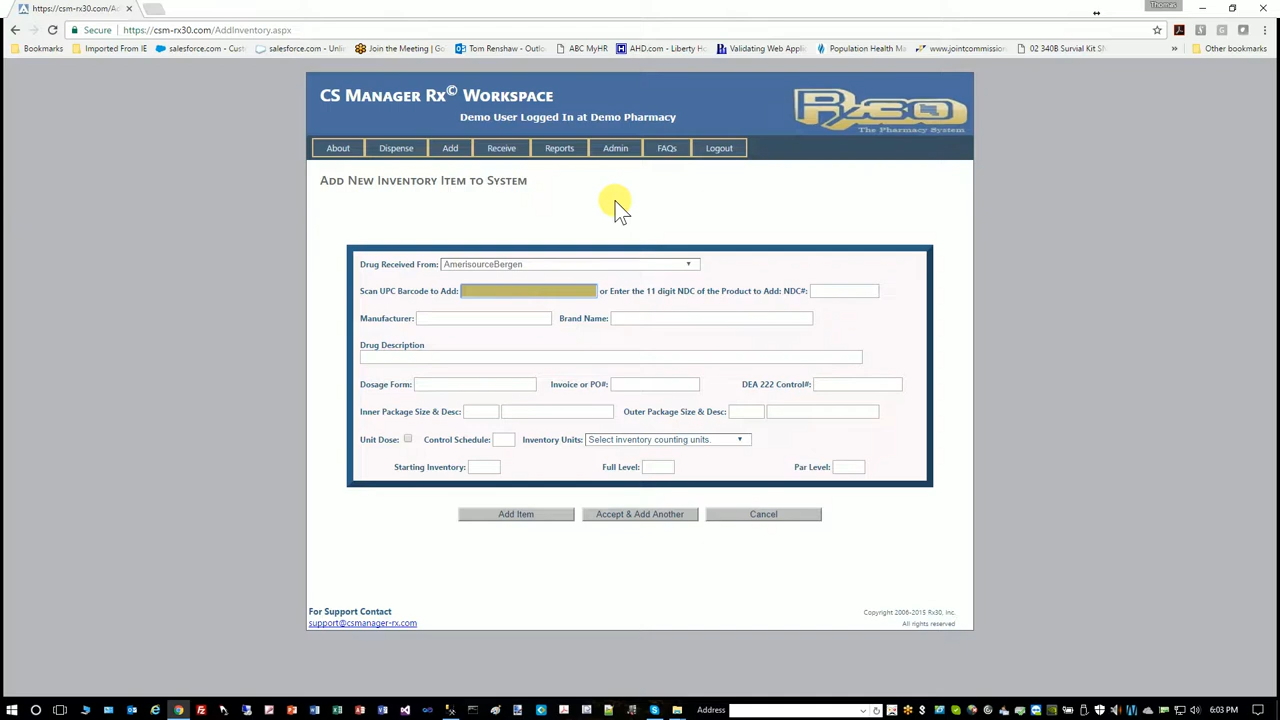 Thomas
https://csm-rx30.com/Ad
Secure
https://csm-rx30.com/AddInventory.aspx
Bookmarks
Imported From IE
salesforce.com - Cust
salesforce.com - Unli
Join the Meeting | Go
Tom Renshaw - Outlo
ABC MyHR
AHD.com - Liberty Ho
Validating Web Appli
Population Health Ma
www.jointcommissio
02 340B Survial Kit SH
»
Other bookmarks
CS Manager Rx© Workspace
Demo User Logged In at Demo Pharmacy
Rx30
The Pharmacy System
About
Dispense
Add
Receive
Reports
Admin
FAQs
Logout
Add New Inventory Item to System
Drug Received From: AmerisourceBergen
Scan UPC Barcode to Add: or Enter the 11 digit NDC of the Product to Add: NDC#:
Manufacturer: Brand Name:
Drug Description
Dosage Form: Invoice or PO#: DEA 222 Control#:
Inner Package Size & Desc: Outer Package Size & Desc:
Unit Dose: Control Schedule: Inventory Units: Select inventory counting units.
Starting Inventory: Full Level: Par Level:
Add Item
Accept & Add Another
Cancel
For Support Contact
support@csmanager-rx.com
Copyright 2006-2015 Rx30, Inc.
All rights reserved
Address
6:03 PM